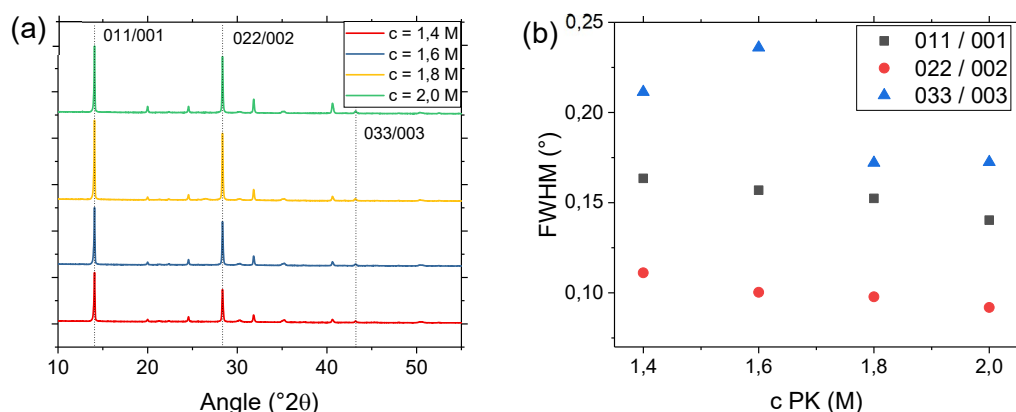 (a)
011/001
022/002
033/003
c = 1,4 M
c = 1,6 M
c = 1,8 M
c = 2,0 M
10
20
30
40
50
Angle (°2θ)
(b)
0,25
0,20
0,15
0,10
FWHM (°)
011 / 001
022 / 002
033 / 003
1,4
1,6
1,8
2,0
c PK (M)